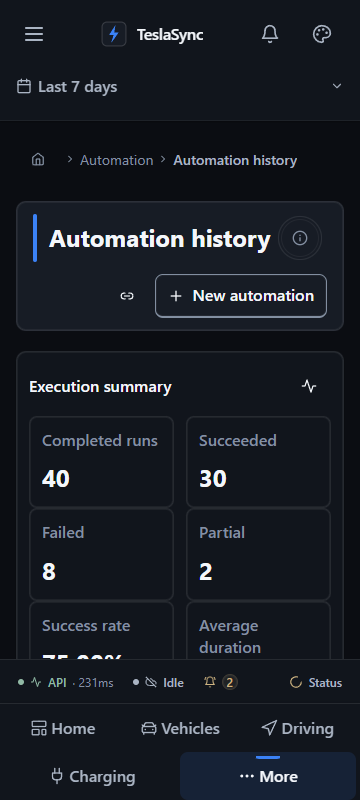 TeslaSync
Last 7 days
Automation
Automation history
Automation history
New automation
Execution summary
Completed runs
Succeeded
40
30
Failed
Partial
8
2
Success rate
Average
duration
API · 231ms
Idle
2
Status
Home
Vehicles
Driving
Charging
More